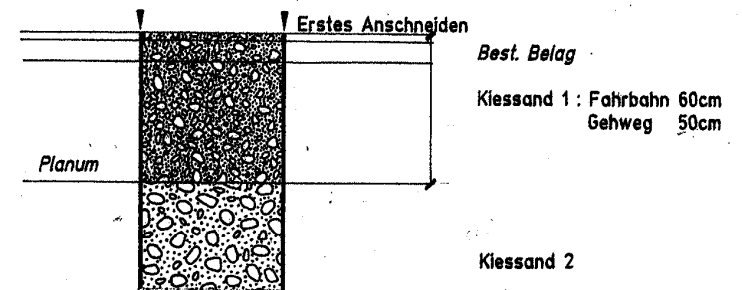 Erstes Anschneiden
Best. Belag
Kiessand 1 : Fahrbahn 60cm
Gehweg 50cm
Planum
Kiessand 2